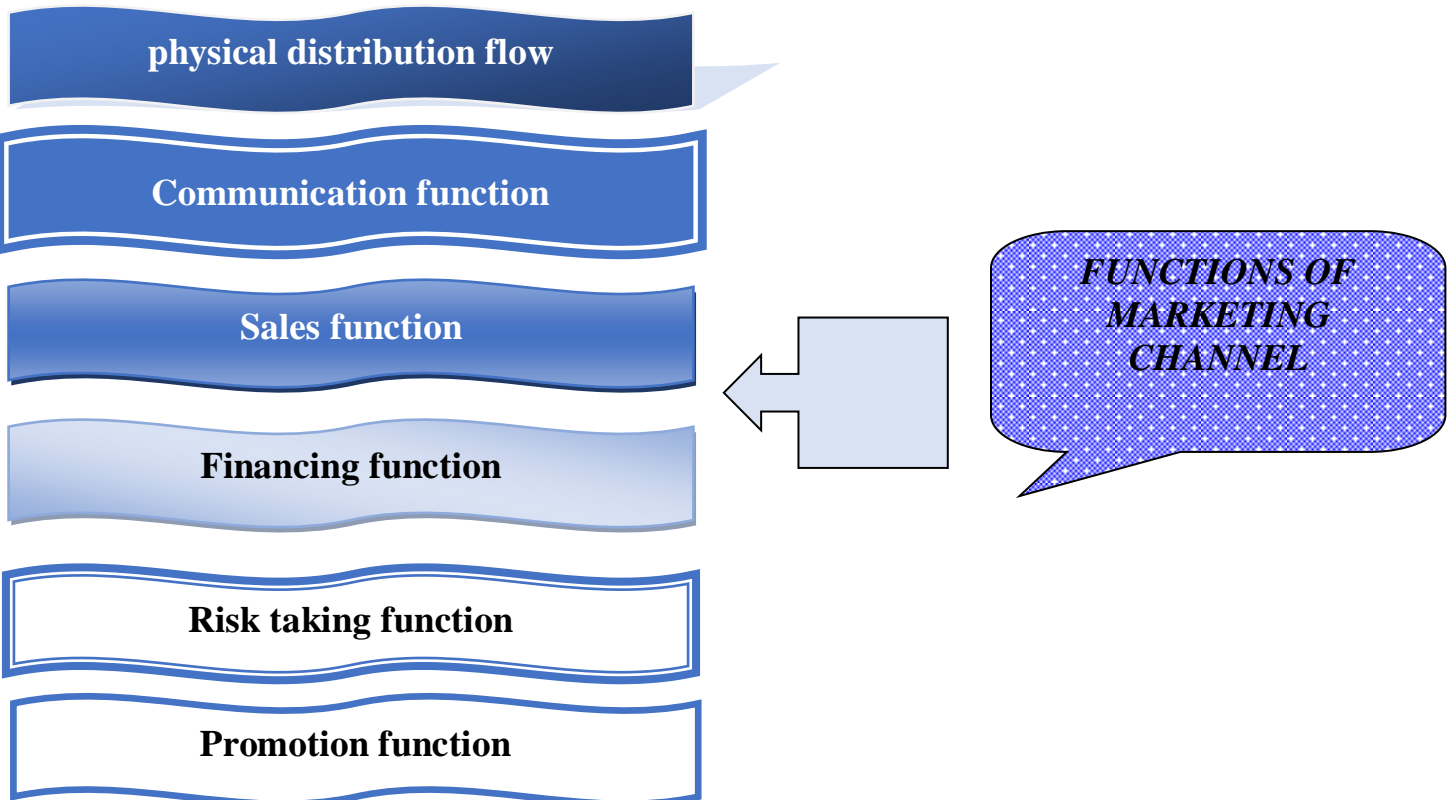 physical distribution flow
Communication function
Sales function
Financing function
Risk taking function
Promotion function
FUNCTIONS OF
MARKETING
CHANNEL